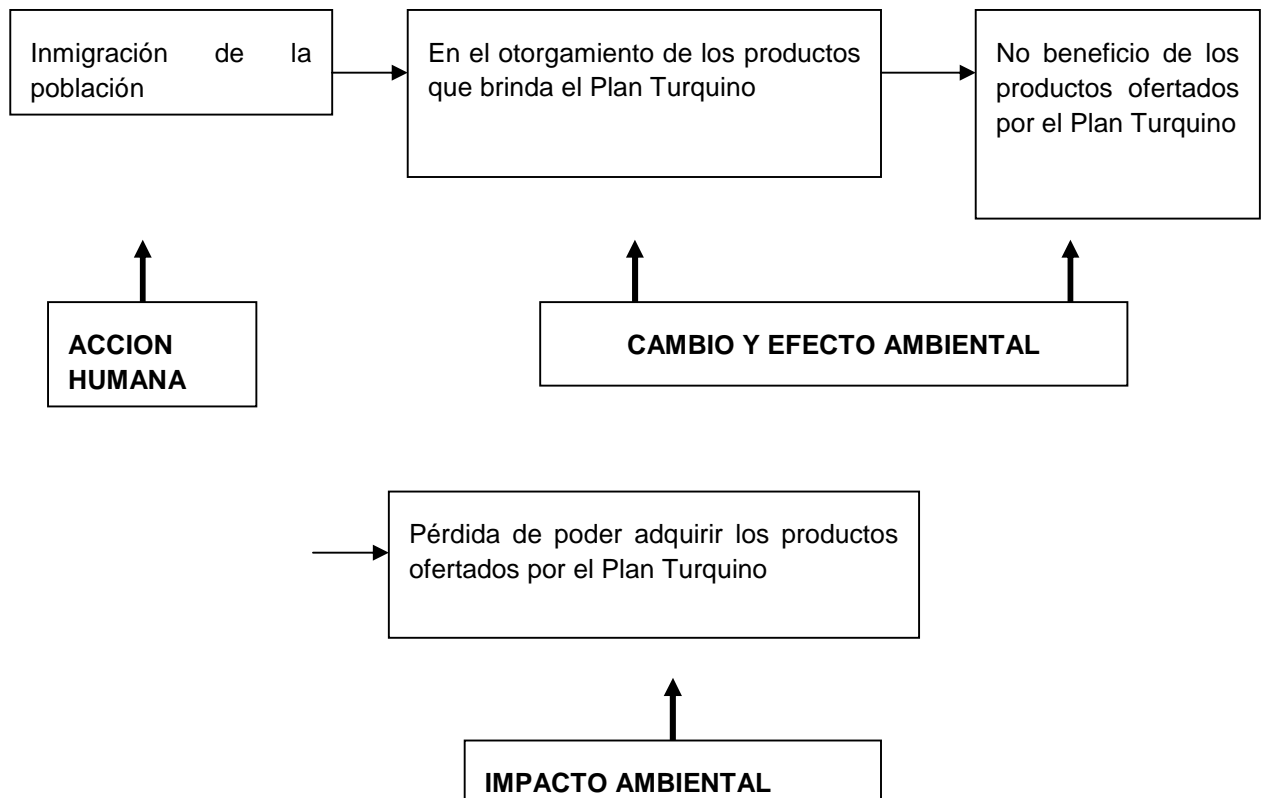 Inmigración de la
población
En el otorgamiento de los productos
que brinda el Plan Turquino
No beneficio de los
productos ofertados
por el Plan Turquino
ACCION
HUMANA
CAMBIO Y EFECTO AMBIENTAL
Pérdida de poder adquirir los productos
ofertados por el Plan Turquino
IMPACTO AMBIENTAL